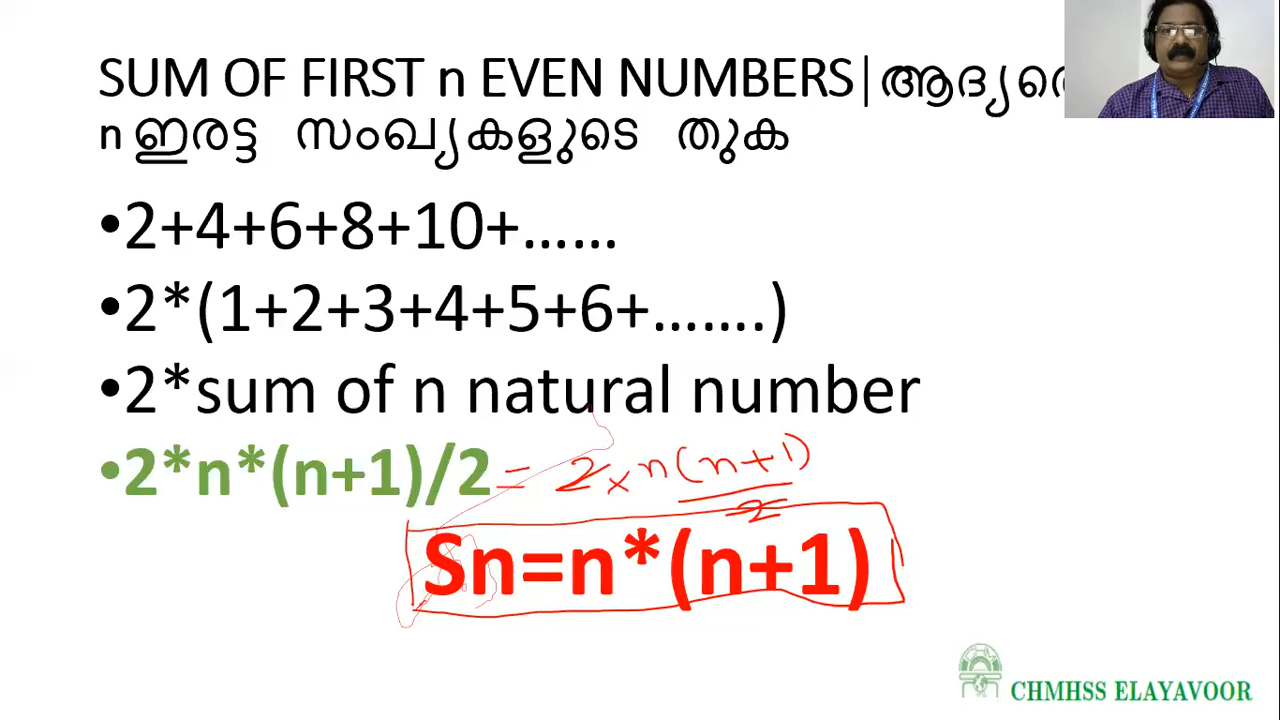 SUM OF FIRST n EVEN NUMBERS|ആദ്യത്തെ
n ഇരട്ട സംഖ്യകളുടെ തുക
•2+4+6+8+10+……
•2*(1+2+3+4+5+6+…….)
•2*sum of n natural number
•2*n*(n+1)/2 = 2 × n(n+1)/2
Sn=n*(n+1)
CHMHSS ELAYAVOOR